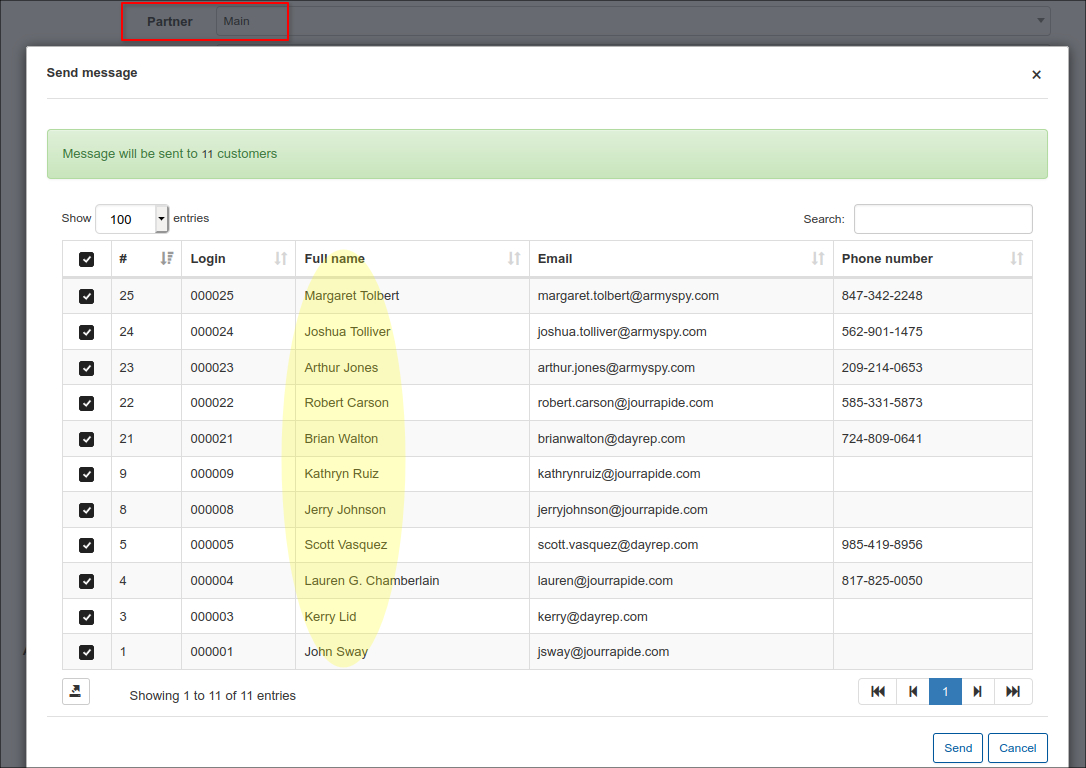 Partner Main
Send message ×
Message will be sent to 11 customers
Show 100 entries Search:
# Login Full name Email Phone number
25 000025 Margaret Tolbert margaret.tolbert@armyspy.com 847-342-2248
24 000024 Joshua Tolliver joshua.tolliver@armyspy.com 562-901-1475
23 000023 Arthur Jones arthur.jones@armyspy.com 209-214-0653
22 000022 Robert Carson robert.carson@jourrapide.com 585-331-5873
21 000021 Brian Walton brianwalton@dayrep.com 724-809-0641
9 000009 Kathryn Ruiz kathrynruiz@jourrapide.com
8 000008 Jerry Johnson jerryjohnson@jourrapide.com
5 000005 Scott Vasquez scott.vasquez@dayrep.com 985-419-8956
4 000004 Lauren G. Chamberlain lauren@jourrapide.com 817-825-0050
3 000003 Kerry Lid kerry@dayrep.com
1 000001 John Sway jsway@jourrapide.com
Showing 1 to 11 of 11 entries 1
Send Cancel